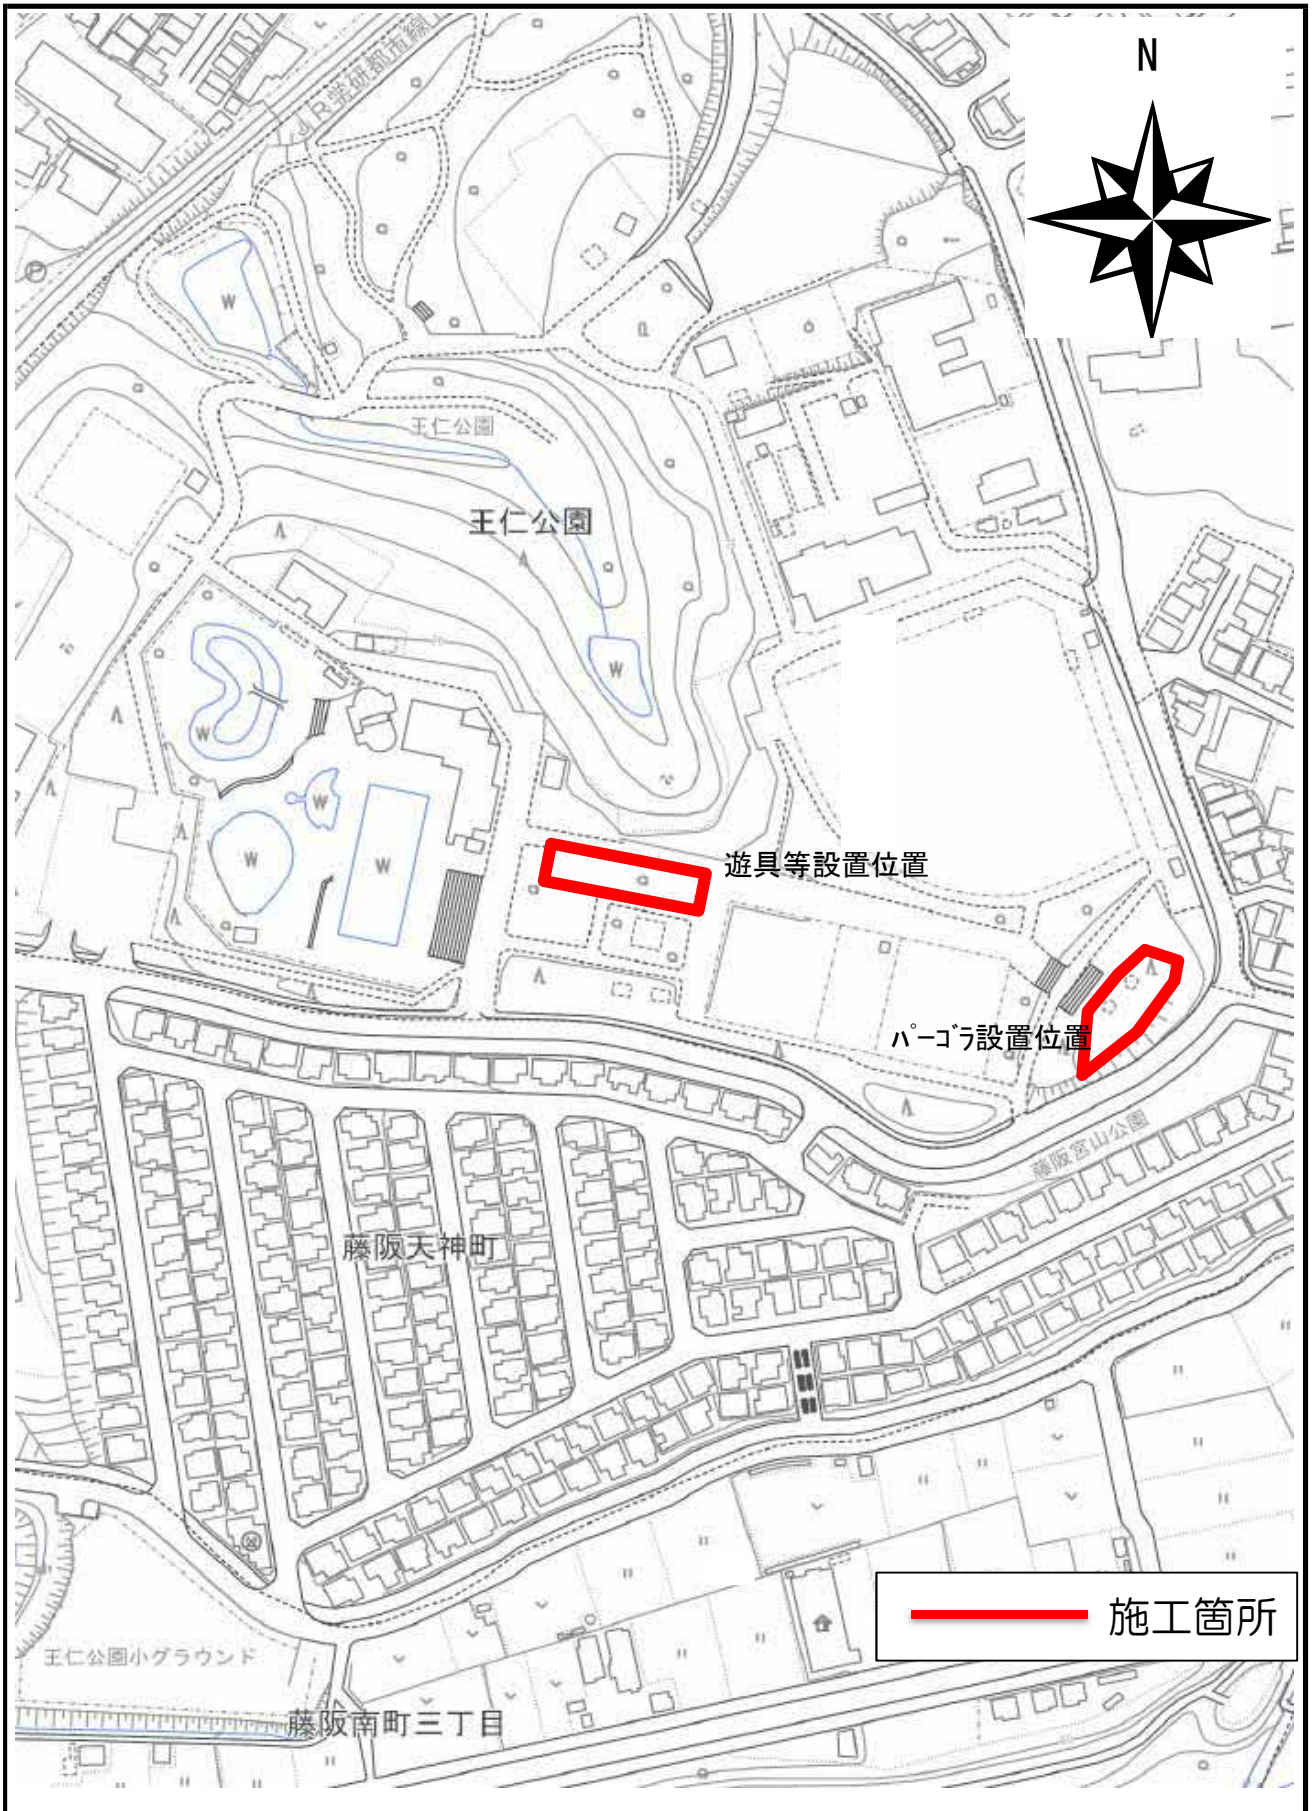 N
JR学研都市線
W
王仁公園
王仁公園
W
W
W
W
W
遊具等設置位置
パーゴラ設置位置
藤阪宮山公園
藤阪天神町
施工箇所
王仁公園小グラウンド
藤阪南町三丁目